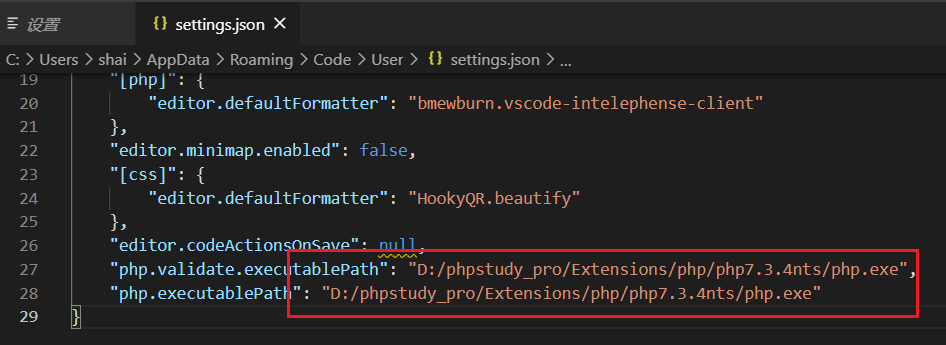 设置
{} settings.json ×
C: > Users > shai > AppData > Roaming > Code > User > {} settings.json > ...
19 "[php]": {
20 "editor.defaultFormatter": "bmewburn.vscode-intelephense-client"
21 },
22 "editor.minimap.enabled": false,
23 "[css]": {
24 "editor.defaultFormatter": "HookyQR.beautify"
25 },
26 "editor.codeActionsOnSave": null,
27 "php.validate.executablePath": "D:/phpstudy_pro/Extensions/php/php7.3.4nts/php.exe",
28 "php.executablePath": "D:/phpstudy_pro/Extensions/php/php7.3.4nts/php.exe"
29 }